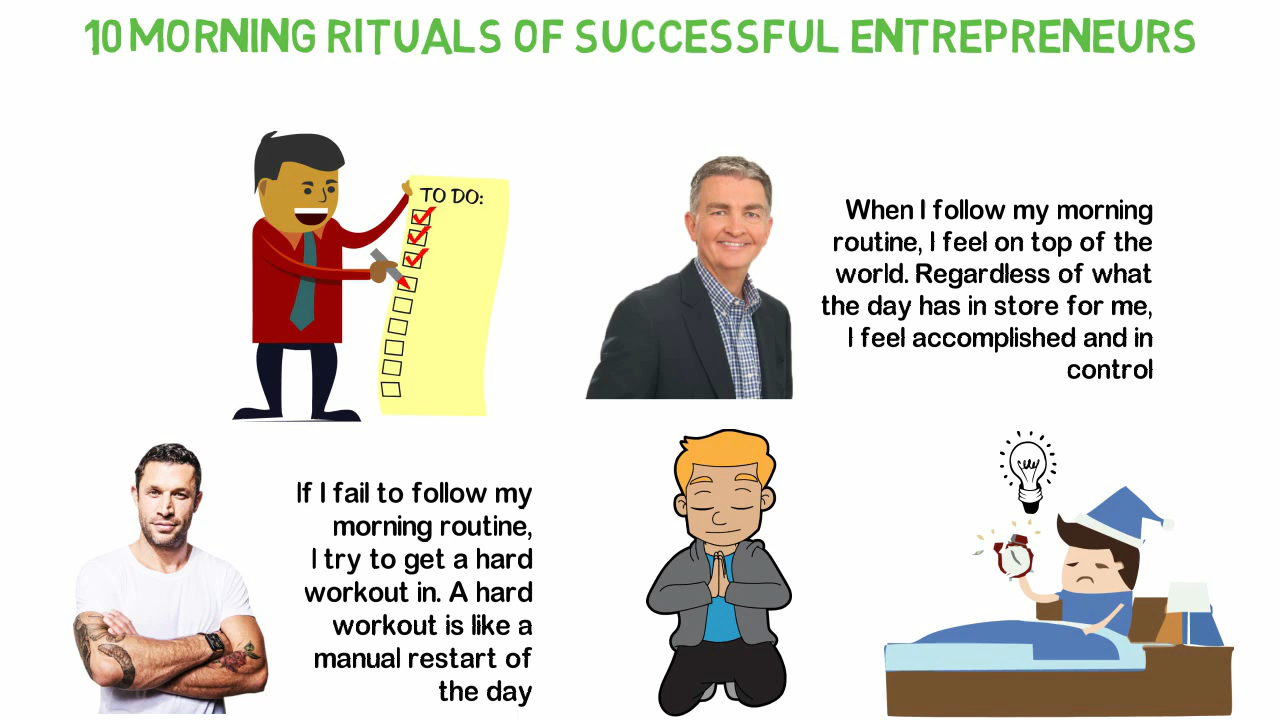 10 MORNING RITUALS OF SUCCESSFUL ENTREPRENEURS
TO DO:
When I follow my morning
routine, I feel on top of the
world. Regardless of what
the day has in store for me,
I feel accomplished and in
control
If I fail to follow my
morning routine,
I try to get a hard
workout in. A hard
workout is like a
manual restart of
the day